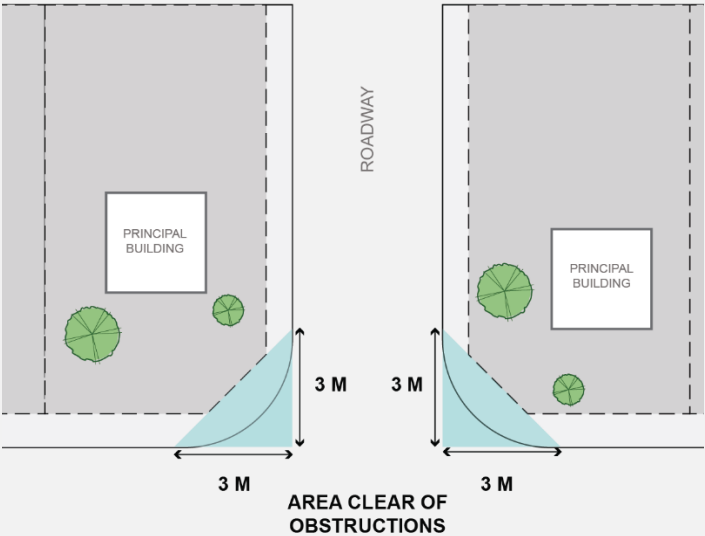 ROADWAY
PRINCIPAL
BUILDING
PRINCIPAL
BUILDING
3 M
3 M
3 M
3 M
AREA CLEAR OF
OBSTRUCTIONS